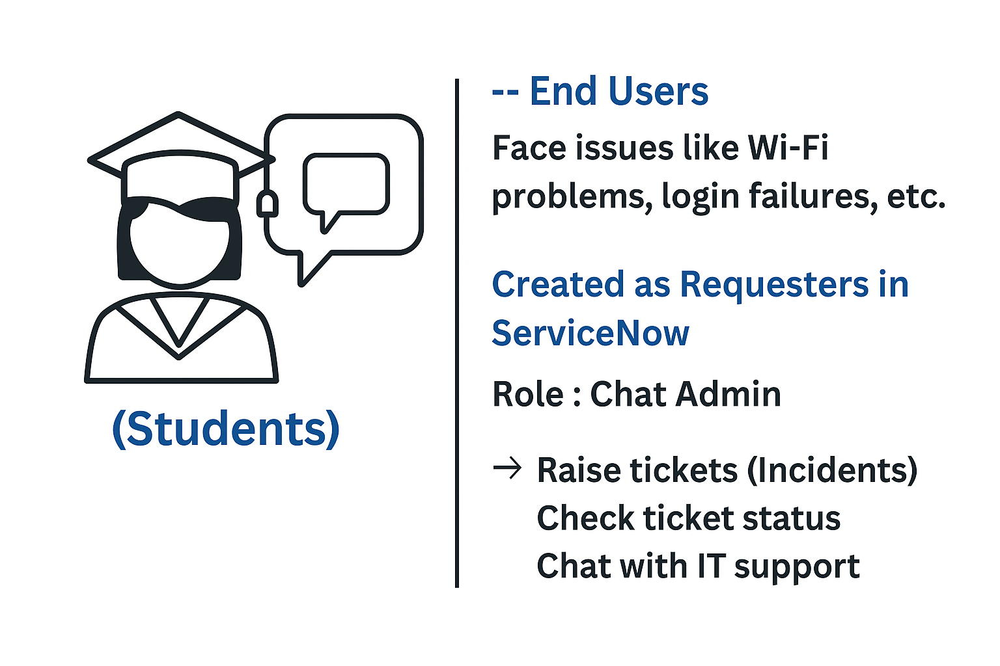 (Students)
-- End Users
Face issues like Wi-Fi
problems, login failures, etc.
Created as Requesters in
ServiceNow
Role : Chat Admin
→ Raise tickets (Incidents)
Check ticket status
Chat with IT support